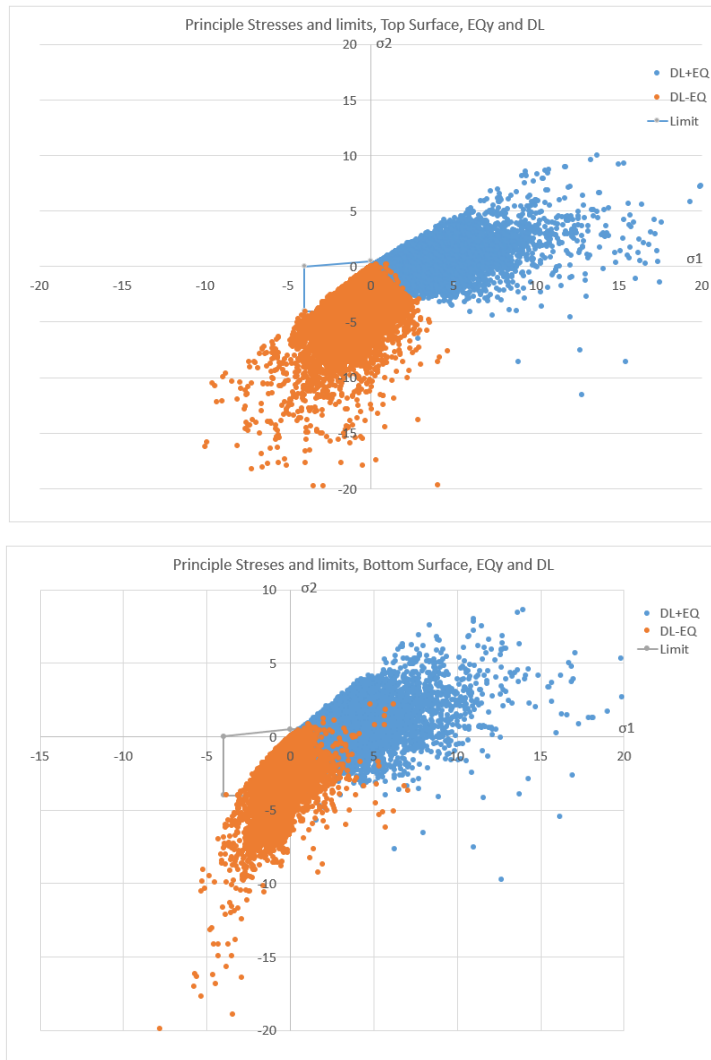 Principle Stresses and limits, Top Surface, EQy and DL
σ2
20
15
10
5
0
-5
-10
-15
-20
-20
-15
-10
-5
0
5
10
15
20
σ1
DL+EQ
DL-EQ
Limit
Principle Streses and limits, Bottom Surface, EQy and DL
σ2
10
5
0
-5
-10
-15
-20
-15
-10
-5
0
5
10
15
20
σ1
DL+EQ
DL-EQ
Limit